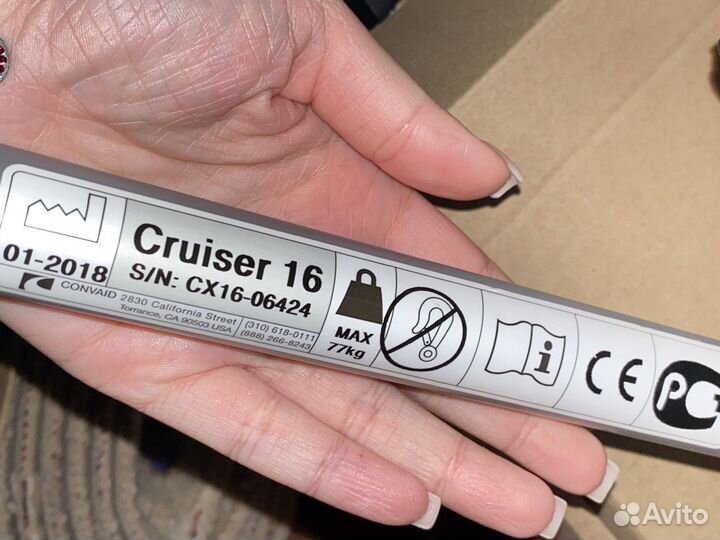 01-2018
Cruiser 16
S/N: CX16-06424
CONVAID 2830 California Street
Torrance, CA 90503 USA
(310) 618-0111
(888) 266-8243
MAX
77kg
i
CE
PC
Avito